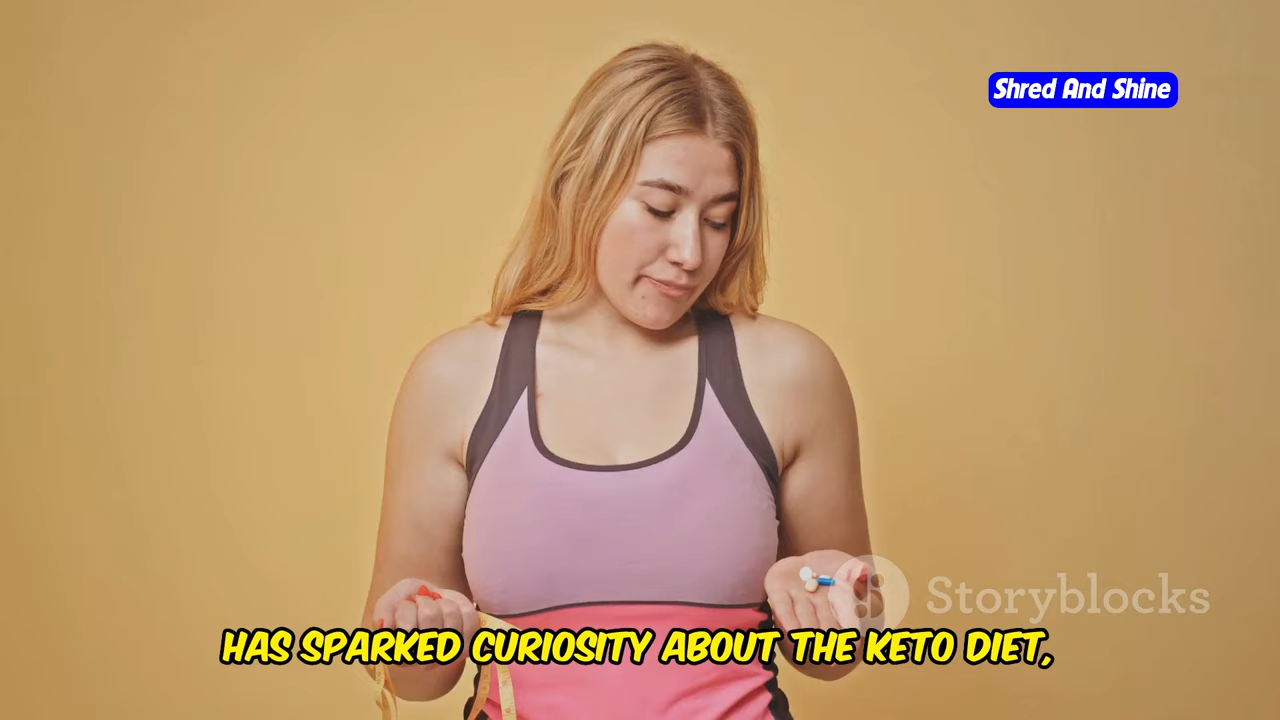 Shred And Shine
Storyblocks
HAS SPARKED CURIOSITY ABOUT THE KETO DIET,